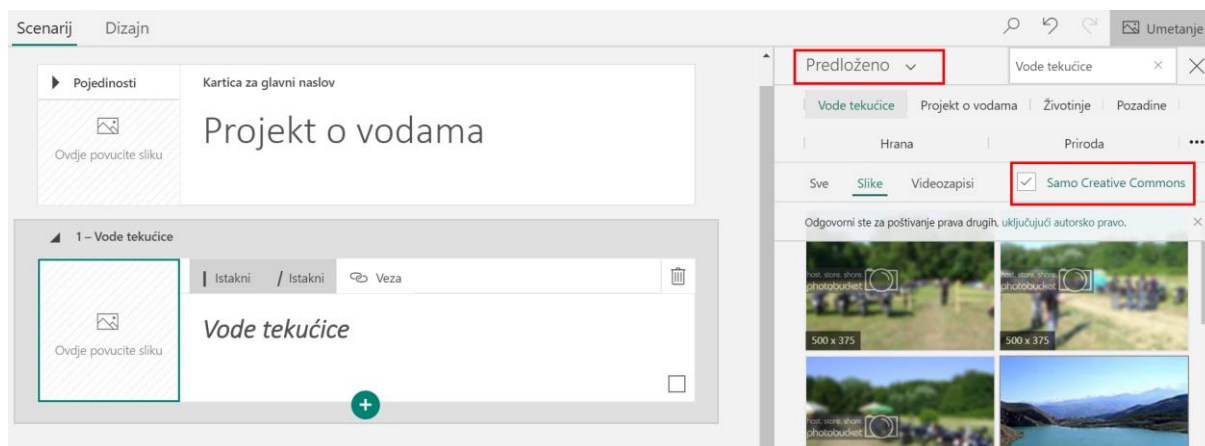 Scenarij Dizajn
Umetanje
Pojedinosti
Kartica za glavni naslov
Projekt o vodama
Ovdje povucite sliku
1 – Vode tekućice
Istakni Istakni Veza
Vode tekućice
Ovdje povucite sliku
Predloženo
Vode tekućice
Vode tekućice Projekt o vodama Životinje Pozadine
Hrana Priroda
Sve Slike Videozapisi Samo Creative Commons
Odgovorni ste za poštivanje prava drugih, uključujući autorsko pravo.
host. store. share.
photobucket
500 x 375
host. store. share.
photobucket
500 x 375
host. store. share.
photobucket